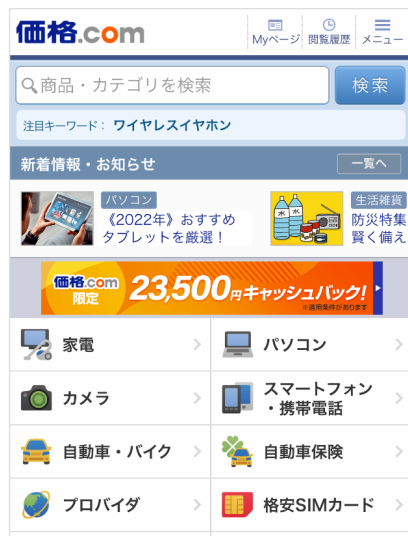 価格.com
Myページ 閲覧履歴 メニュー
商品・カテゴリを検索 検索
注目キーワード： ワイヤレスイヤホン
新着情報・お知らせ 一覧へ
パソコン
《2022年》おすすめ
タブレットを厳選！
水 水
生活雑貨
防災特集
賢く備え
価格.com
限定
23,500円キャッシュバック!
※適用条件があります
家電
パソコン
カメラ
スマートフォン
・携帯電話
自動車・バイク
自動車保険
プロバイダ
格安SIMカード